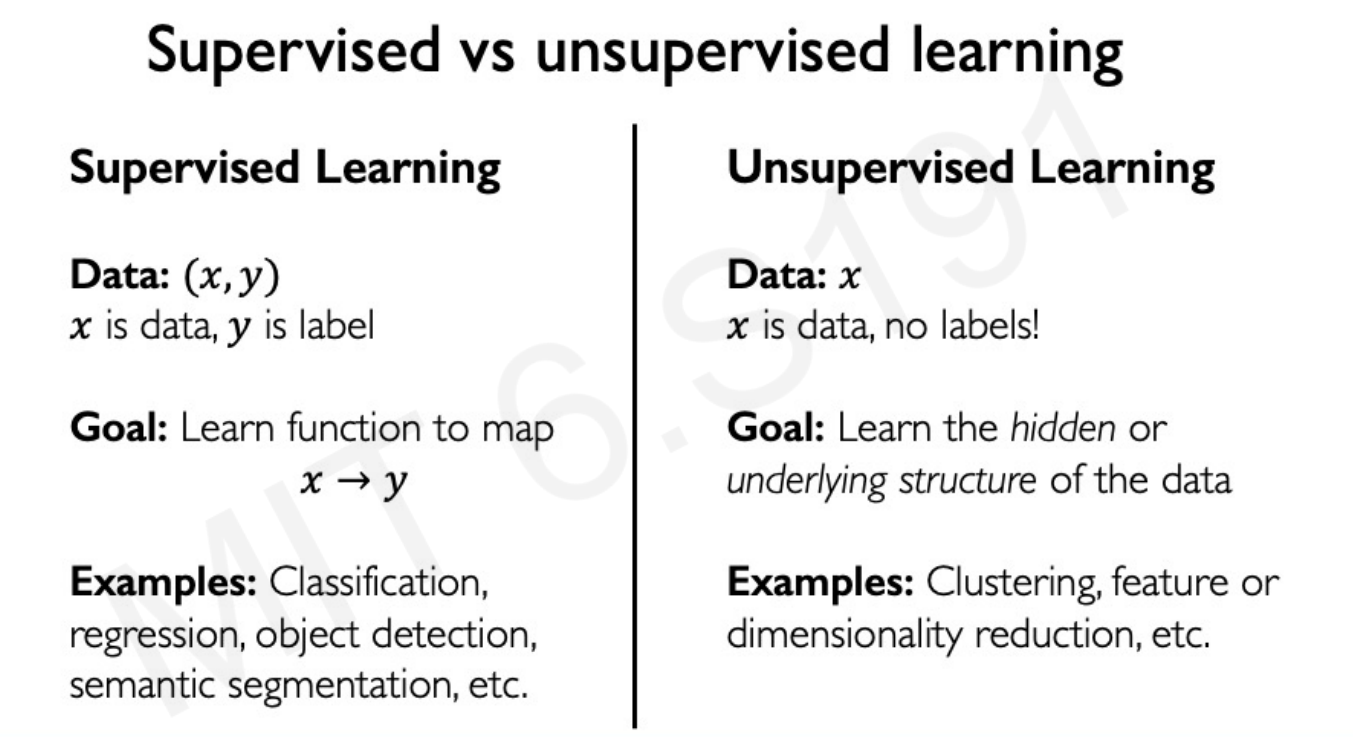 Supervised vs unsupervised learning
Supervised Learning
Data: (x, y)
x is data, y is label
Goal: Learn function to map
x → y
Examples: Classification,
regression, object detection,
semantic segmentation, etc.
Unsupervised Learning
Data: x
x is data, no labels!
Goal: Learn the hidden or
underlying structure of the data
Examples: Clustering, feature or
dimensionality reduction, etc.
MIT 6.S191